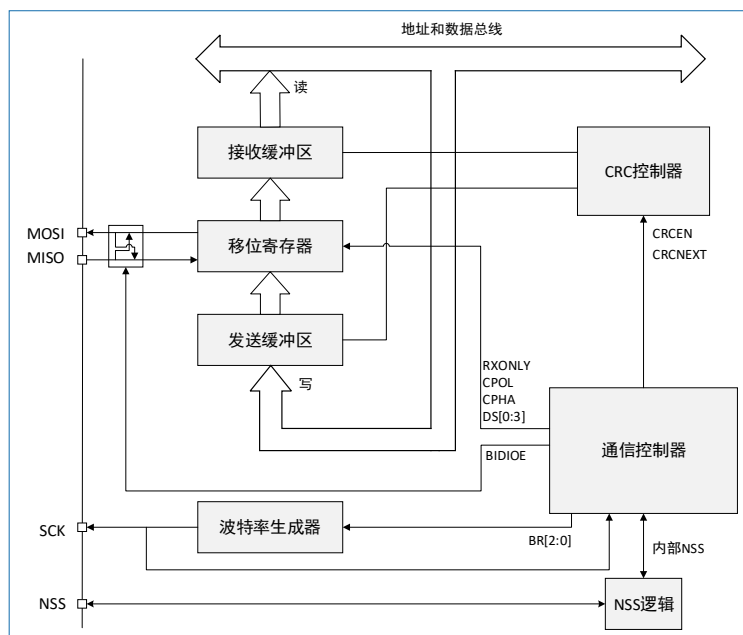 地址和数据总线
读
接收缓冲区
CRC控制器
MOSI
MISO
移位寄存器
CRCEN
CRCNEXT
发送缓冲区
写
RXONLY
CPOL
CPHA
DS[0:3]
BIDIOE
通信控制器
SCK
波特率生成器
BR[2:0]
内部NSS
NSS
NSS逻辑